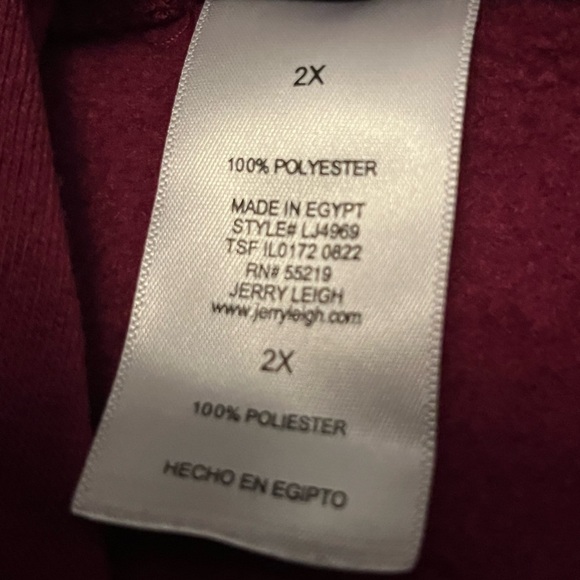 2X
100% POLYESTER
MADE IN EGYPT
STYLE# LJ4969
TSF IL0172 0822
RN# 55219
JERRY LEIGH
www.jerryleigh.com
2X
100% POLIESTER
HECHO EN EGIPTO